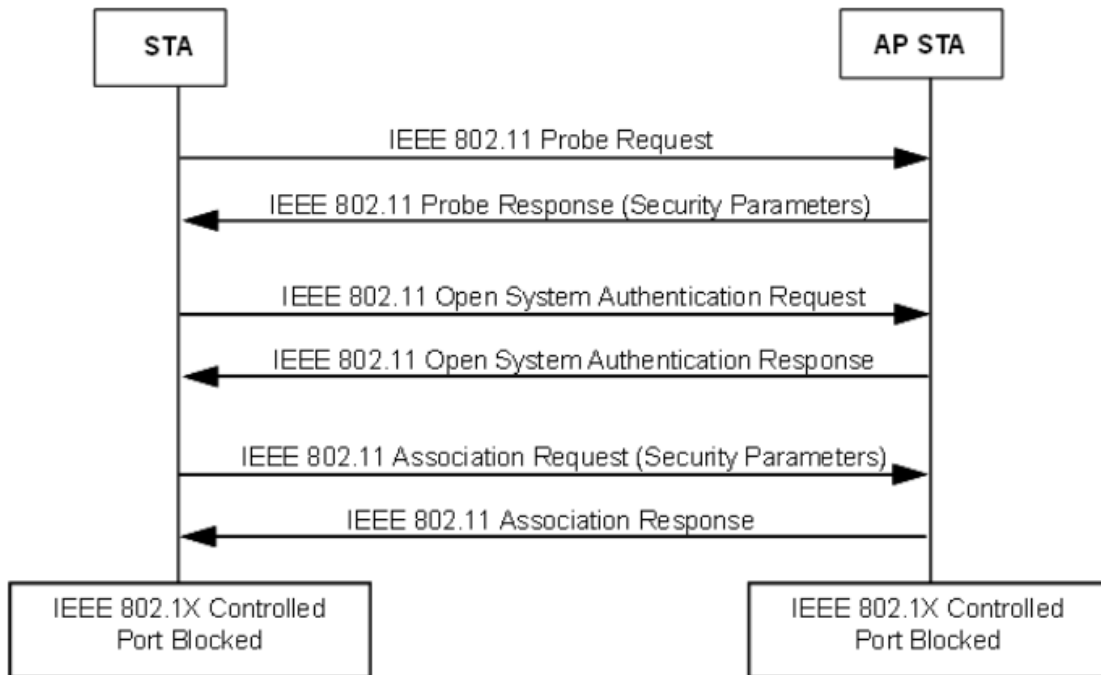 STA
AP STA
IEEE 802.11 Probe Request
IEEE 802.11 Probe Response (Security Parameters)
IEEE 802.11 Open System Authentication Request
IEEE 802.11 Open System Authentication Response
IEEE 802.11 Association Request (Security Parameters)
IEEE 802.11 Association Response
IEEE 802.1X Controlled
Port Blocked
IEEE 802.1X Controlled
Port Blocked